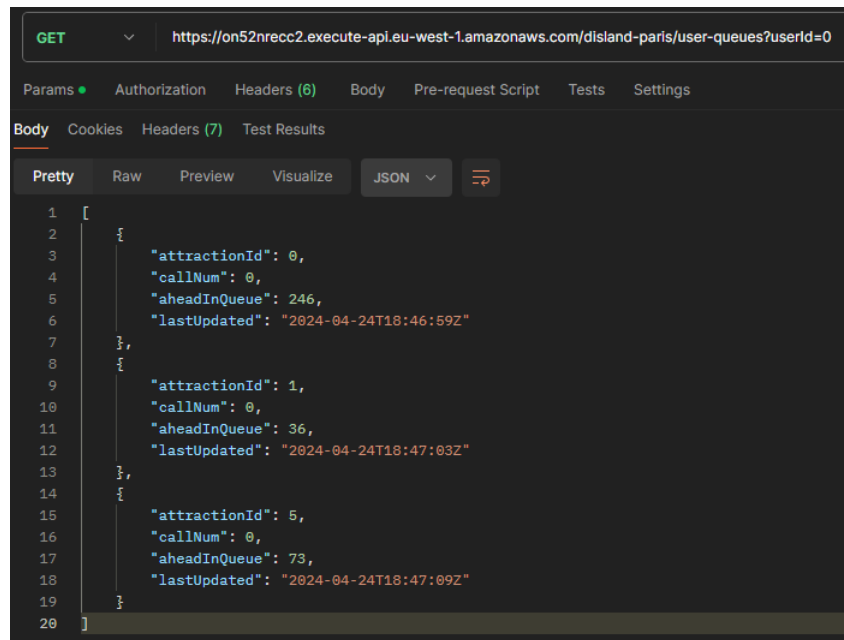 GET https://on52nrecc2.execute-api.eu-west-1.amazonaws.com/disland-paris/user-queues?userId=0
Params Authorization Headers (6) Body Pre-request Script Tests Settings
Body Cookies Headers (7) Test Results
Pretty Raw Preview Visualize JSON
1 [
2 {
3 "attractionId": 0,
4 "callNum": 0,
5 "aheadInQueue": 246,
6 "lastUpdated": "2024-04-24T18:46:59Z"
7 },
8 {
9 "attractionId": 1,
10 "callNum": 0,
11 "aheadInQueue": 36,
12 "lastUpdated": "2024-04-24T18:47:03Z"
13 },
14 {
15 "attractionId": 5,
16 "callNum": 0,
17 "aheadInQueue": 73,
18 "lastUpdated": "2024-04-24T18:47:09Z"
19 }
20 ]